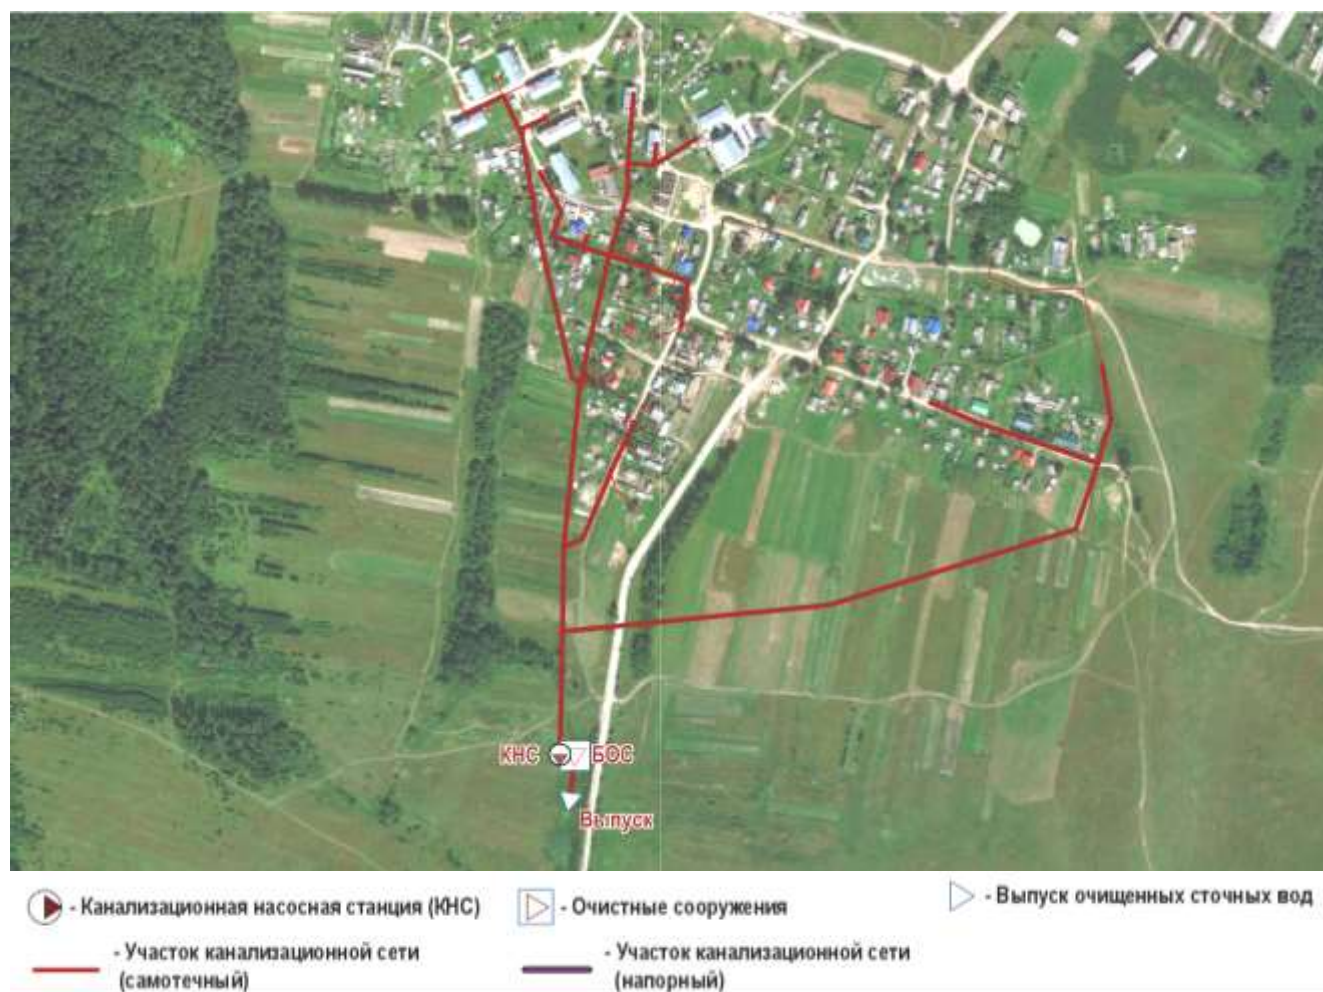 КНС
БОС
Выпуск
- Канализационная насосная станция (КНС)
- Очистные сооружения
- Выпуск очищенных сточных вод
- Участок канализационной сети
(самотечный)
- Участок канализационной сети
(напорный)